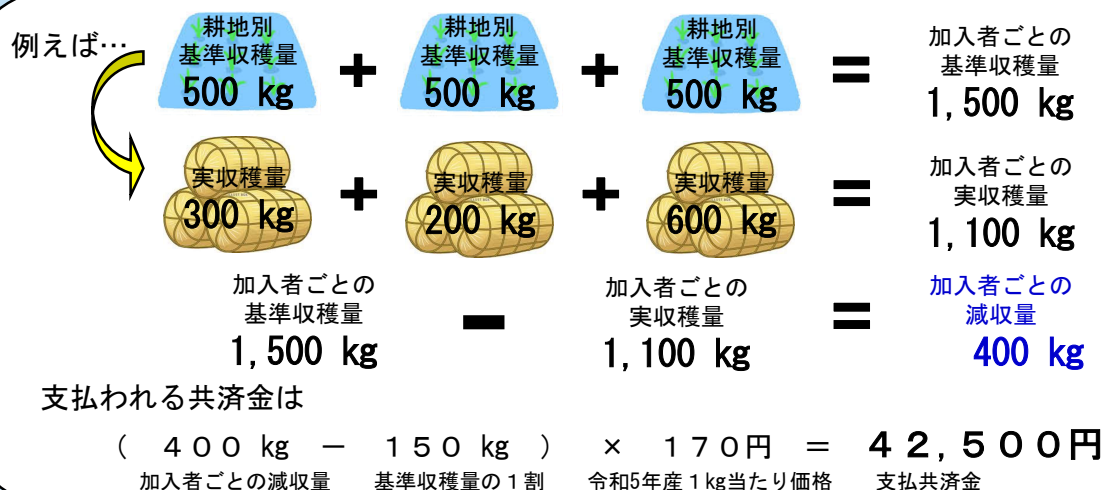 例えば…
耕地別
基準収穫量
500 kg
+
耕地別
基準収穫量
500 kg
+
耕地別
基準収穫量
500 kg
=
加入者ごとの
基準収穫量
1,500 kg
実収穫量
300 kg
+
実収穫量
200 kg
+
実収穫量
600 kg
=
加入者ごとの
実収穫量
1,100 kg
加入者ごとの
基準収穫量
1,500 kg
−
加入者ごとの
実収穫量
1,100 kg
=
加入者ごとの
減収量
400 kg
支払われる共済金は
( 400 kg − 150 kg ) × 170円 = 42,500円
加入者ごとの減収量 基準収穫量の1割 令和5年産1kg当たり価格 支払共済金